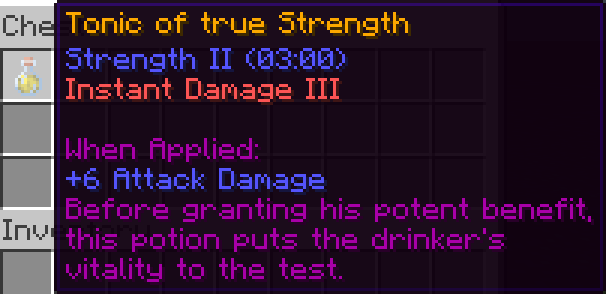 Che
Tonic of true Strength
Strength II (03:00)
Instant Damage III
When Applied:
+6 Attack Damage
Before granting his potent benefit,
this potion puts the drinker's
vitality to the test.
Inve